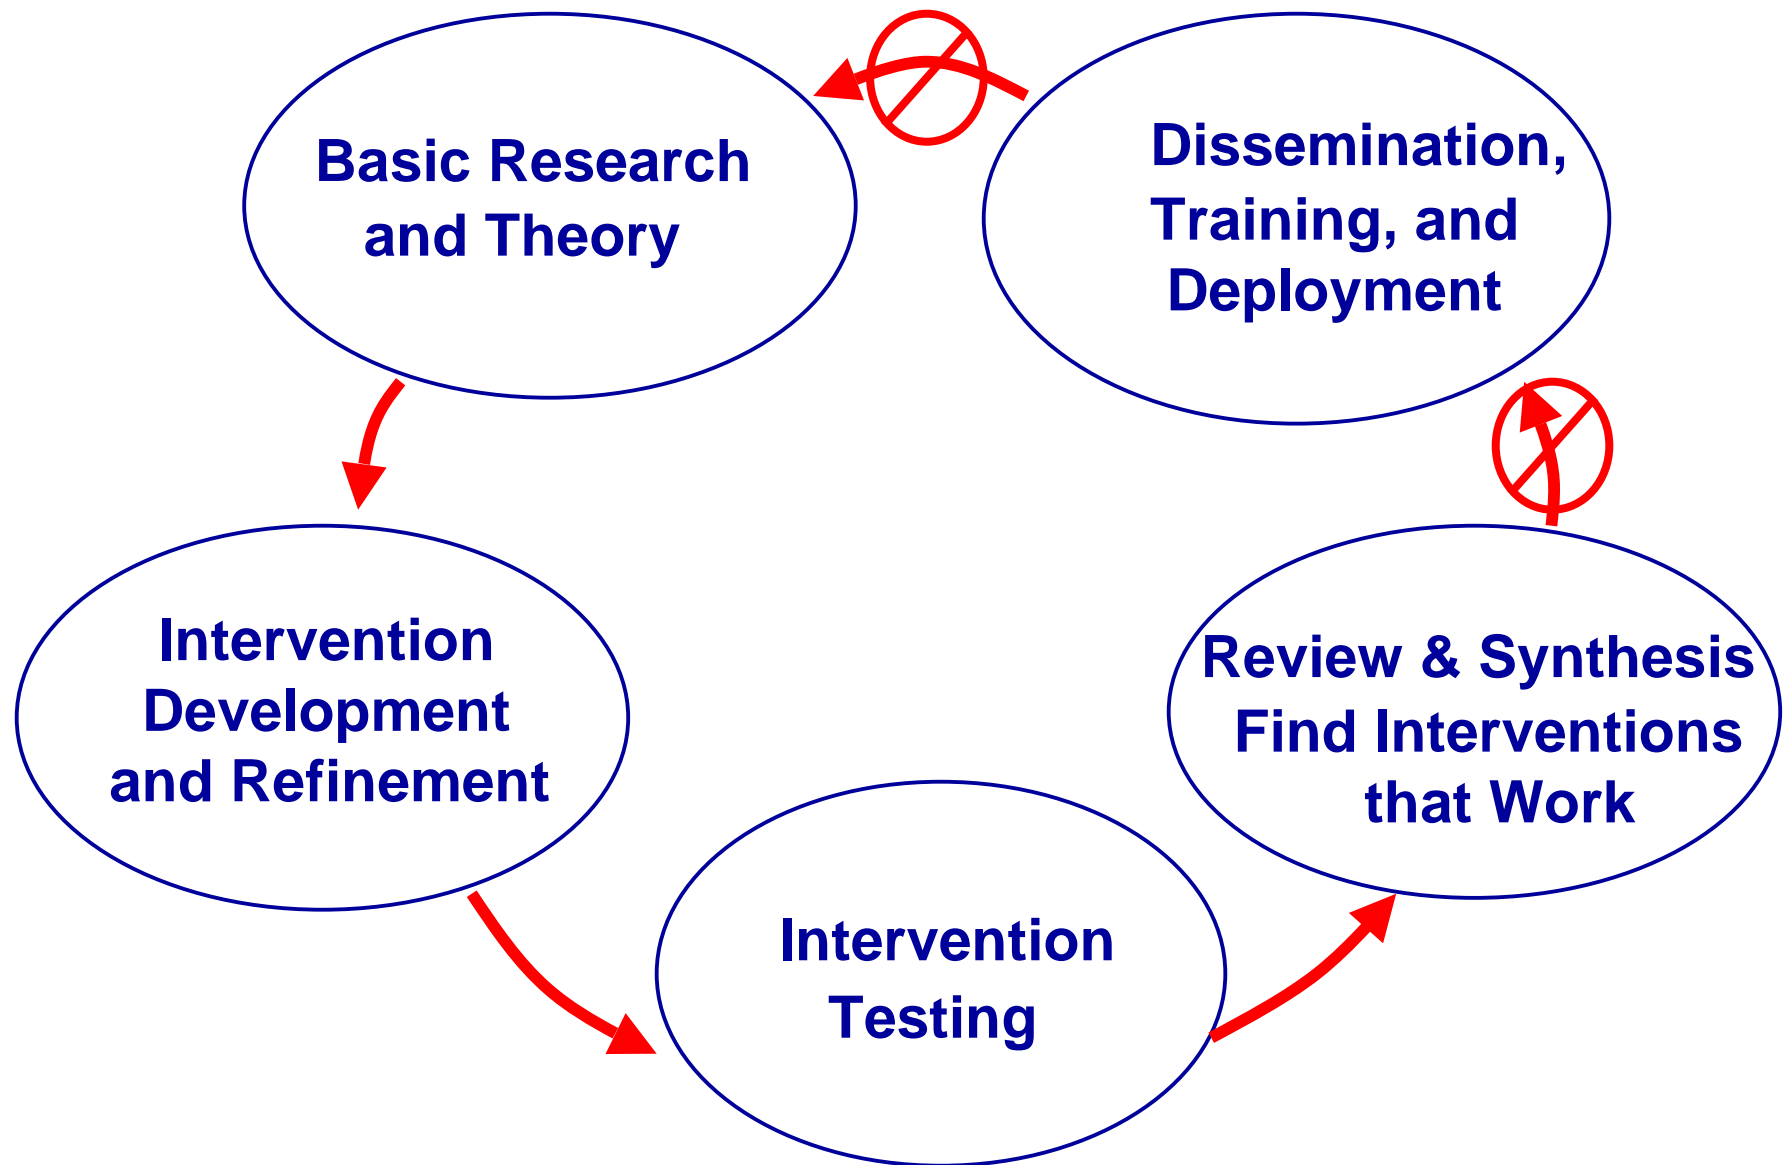 Basic Research
and Theory
Dissemination,
Training, and
Deployment
Intervention
Development
and Refinement
Review & Synthesis
Find Interventions
that Work
Intervention
Testing